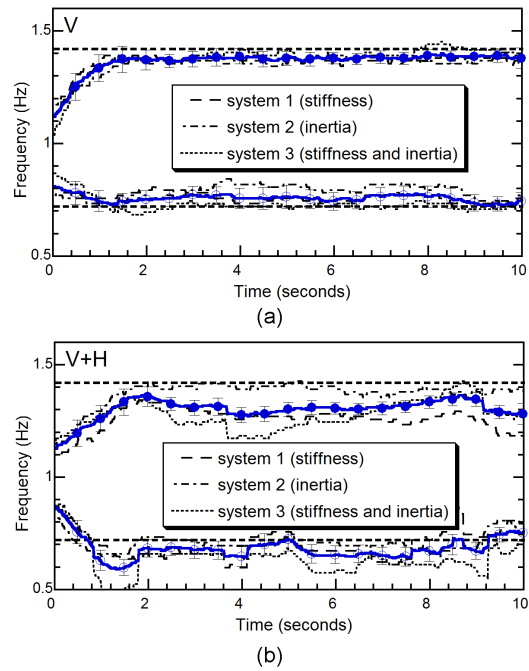 1.5
V
system 1 (stiffness)
system 2 (inertia)
system 3 (stiffness and inertia)
1
0.5
Frequency (Hz)
0 2 4 6 8 10
Time (seconds)
(a)
1.5
V+H
system 1 (stiffness)
system 2 (inertia)
system 3 (stiffness and inertia)
1
0.5
Frequency (Hz)
0 2 4 6 8 10
Time (seconds)
(b)